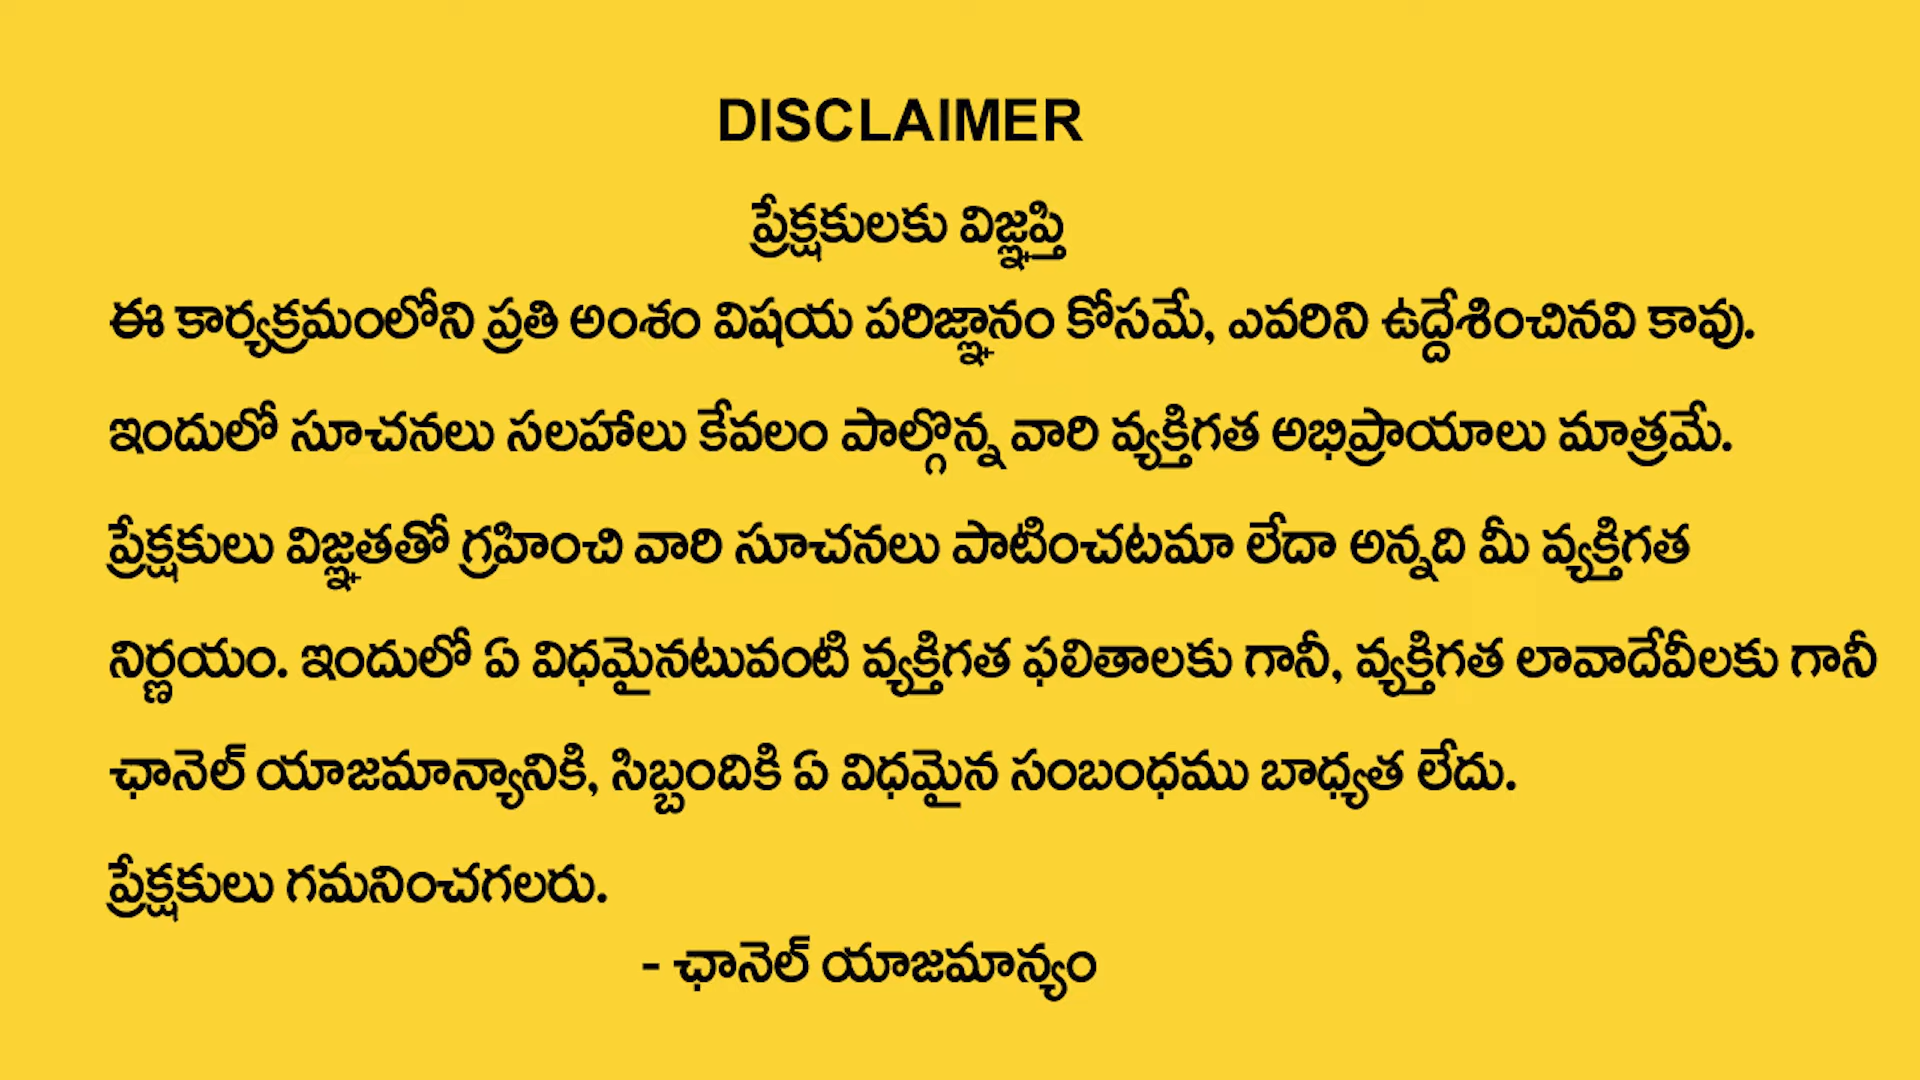 DISCLAIMER
ప్రేక్షకులకు విజ్ఞప్తి
ఈ కార్యక్రమంలోని ప్రతి అంశం విషయ పరిజ్ఞానం కోసమే, ఎవరిని ఉద్దేశించినవి కావు.
ఇందులో సూచనలు సలహాలు కేవలం పాల్గొన్న వారి వ్యక్తిగత అభిప్రాయాలు మాత్రమే.
ప్రేక్షకులు విజ్ఞతతో గ్రహించి వారి సూచనలు పాటించటమా లేదా అన్నది మీ వ్యక్తిగత
నిర్ణయం. ఇందులో ఏ విధమైనటువంటి వ్యక్తిగత ఫలితాలకు గానీ, వ్యక్తిగత లావాదేవీలకు గానీ
ఛానెల్ యాజమాన్యానికి, సిబ్బందికి ఏ విధమైన సంబంధము బాధ్యత లేదు.
ప్రేక్షకులు గమనించగలరు.
- ఛానెల్ యాజమాన్యం